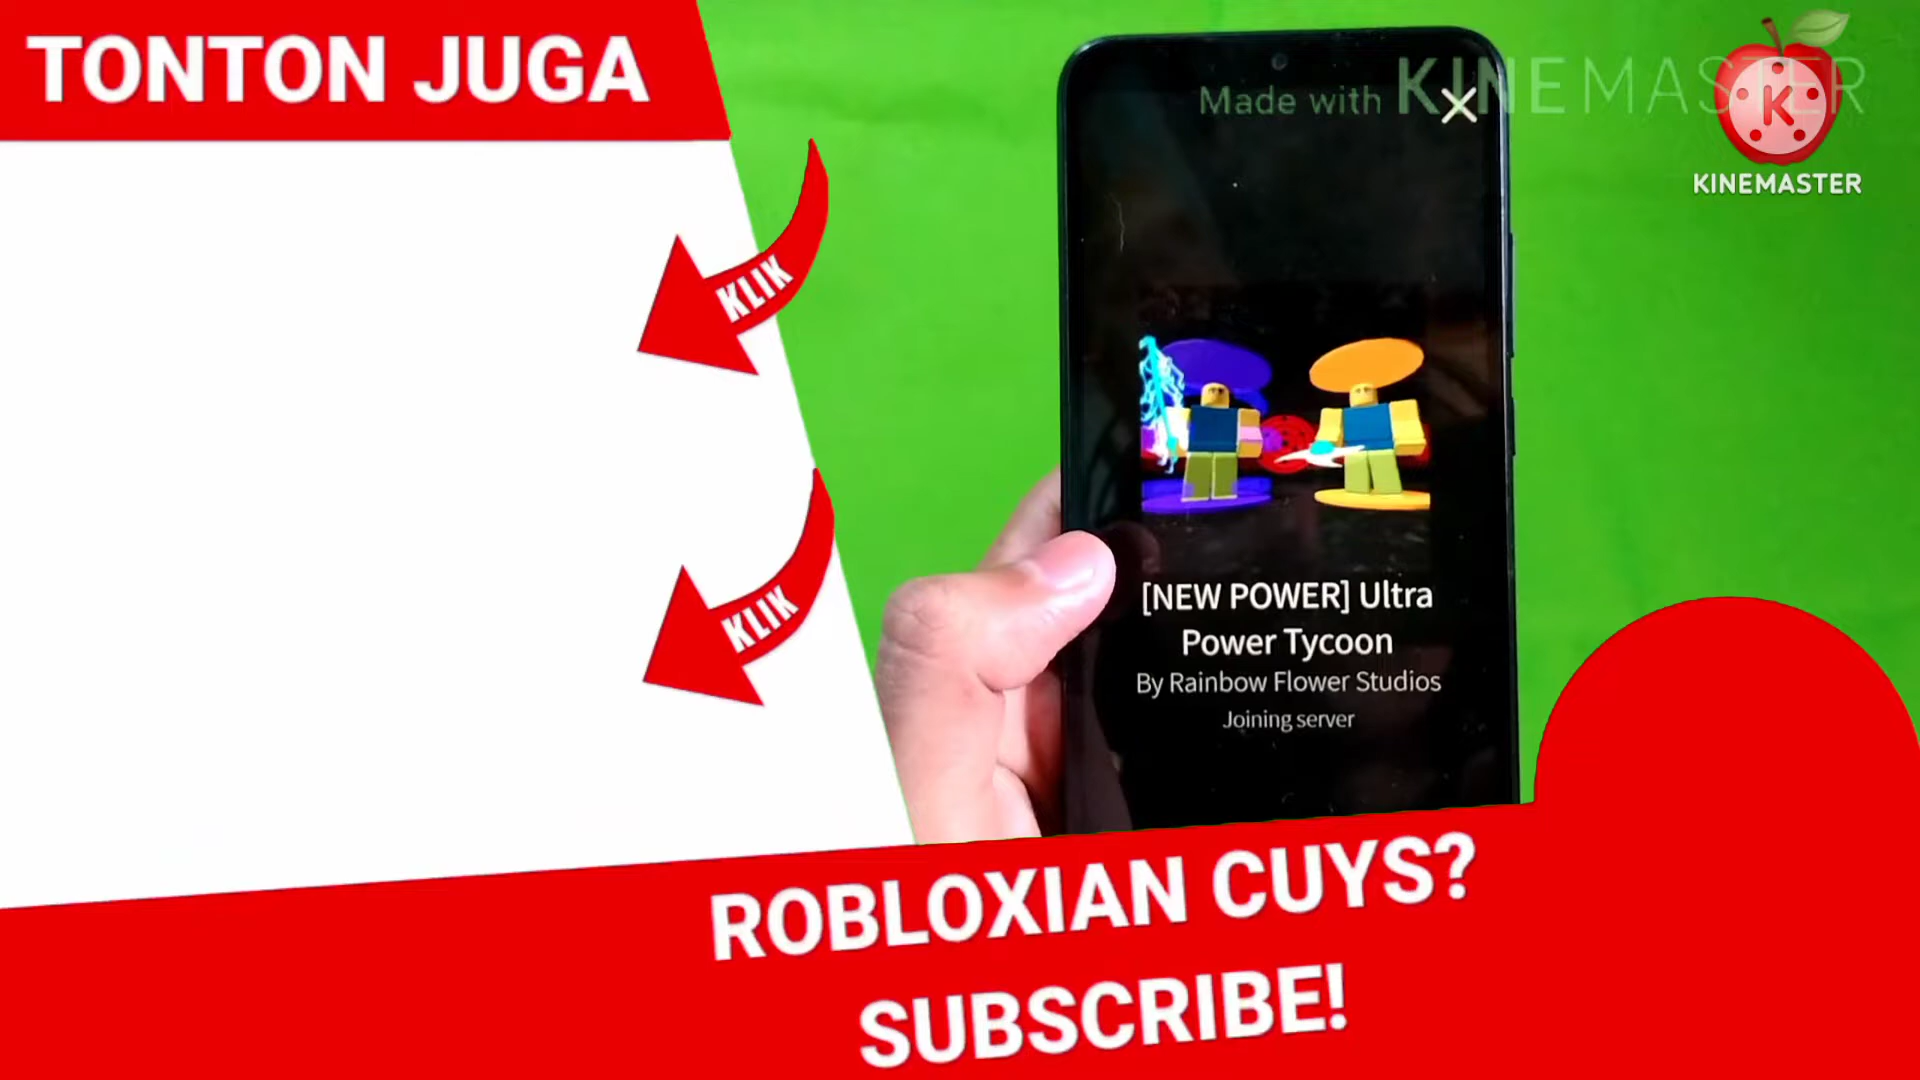 TONTON JUGA
Made with KINEMASTER
KINEMASTER
KLIK
KLIK
[NEW POWER] Ultra
Power Tycoon
By Rainbow Flower Studios
Joining server
ROBLOXIAN CUYS?
SUBSCRIBE!